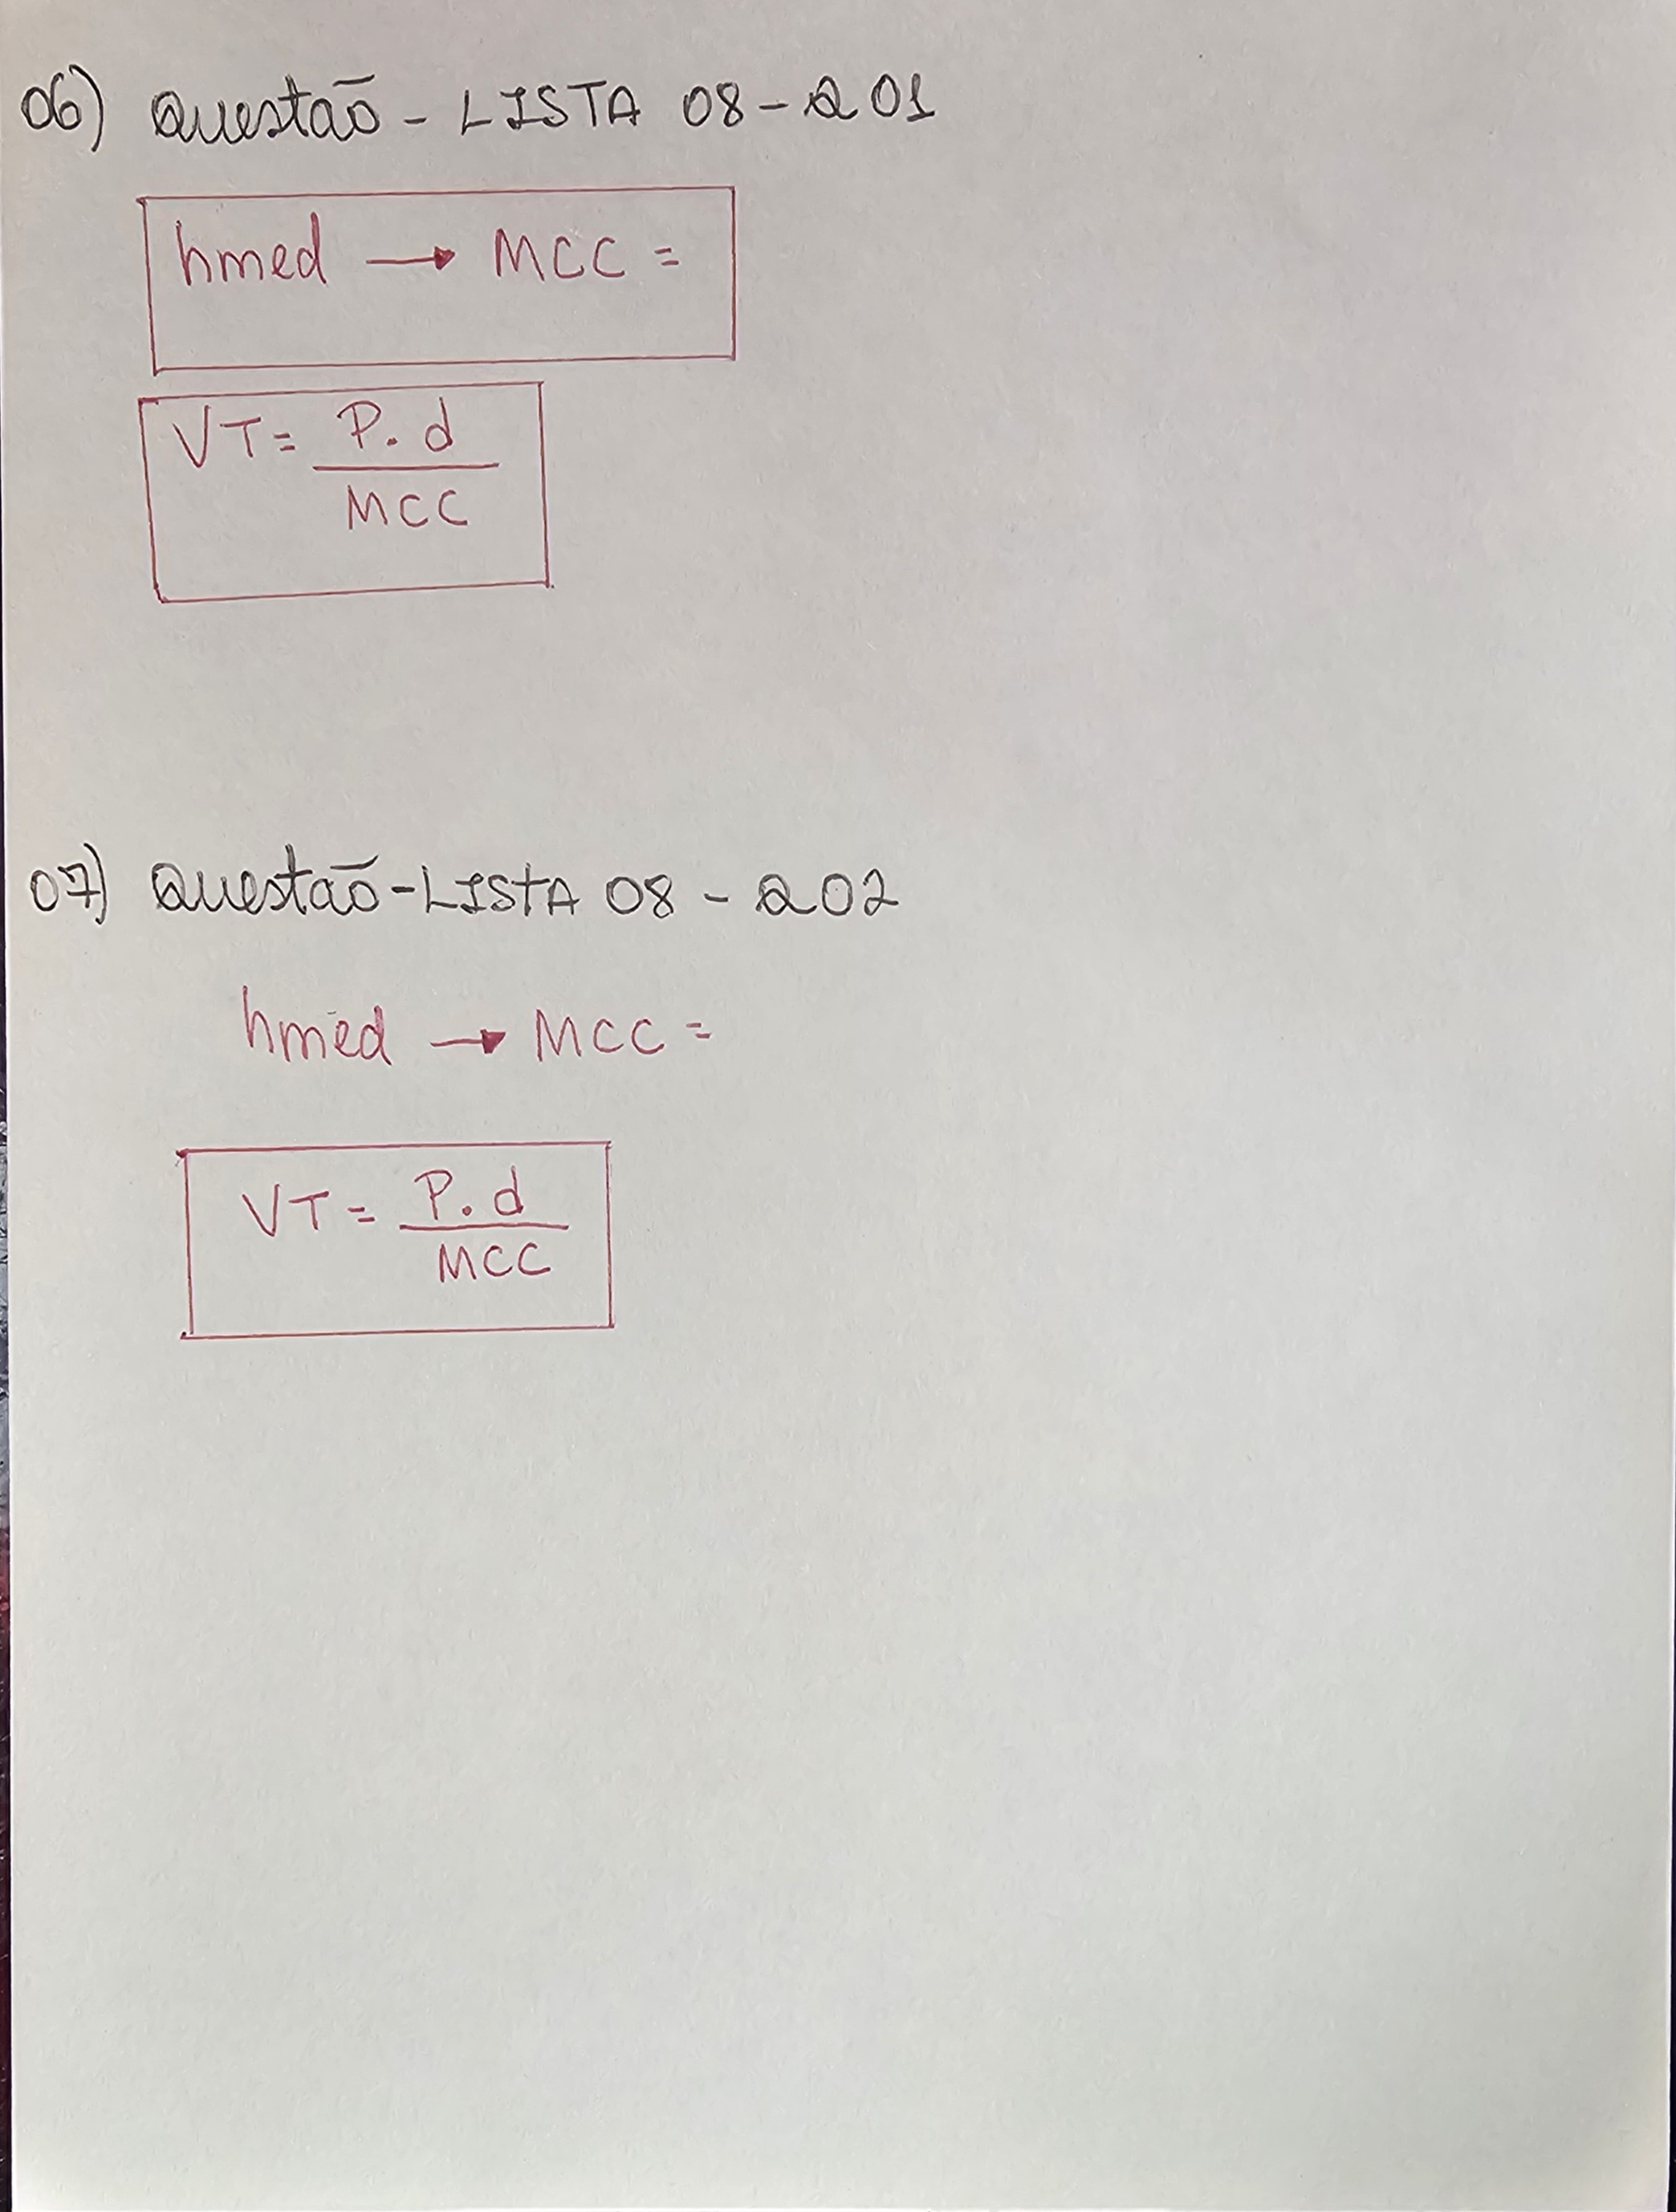 06) Questão - LISTA 08 - Q01
hmed → MCC =
VT = P. d
MCC
07) Questão - LISTA 08 - Q02
hmed → MCC =
VT = P. d
MCC